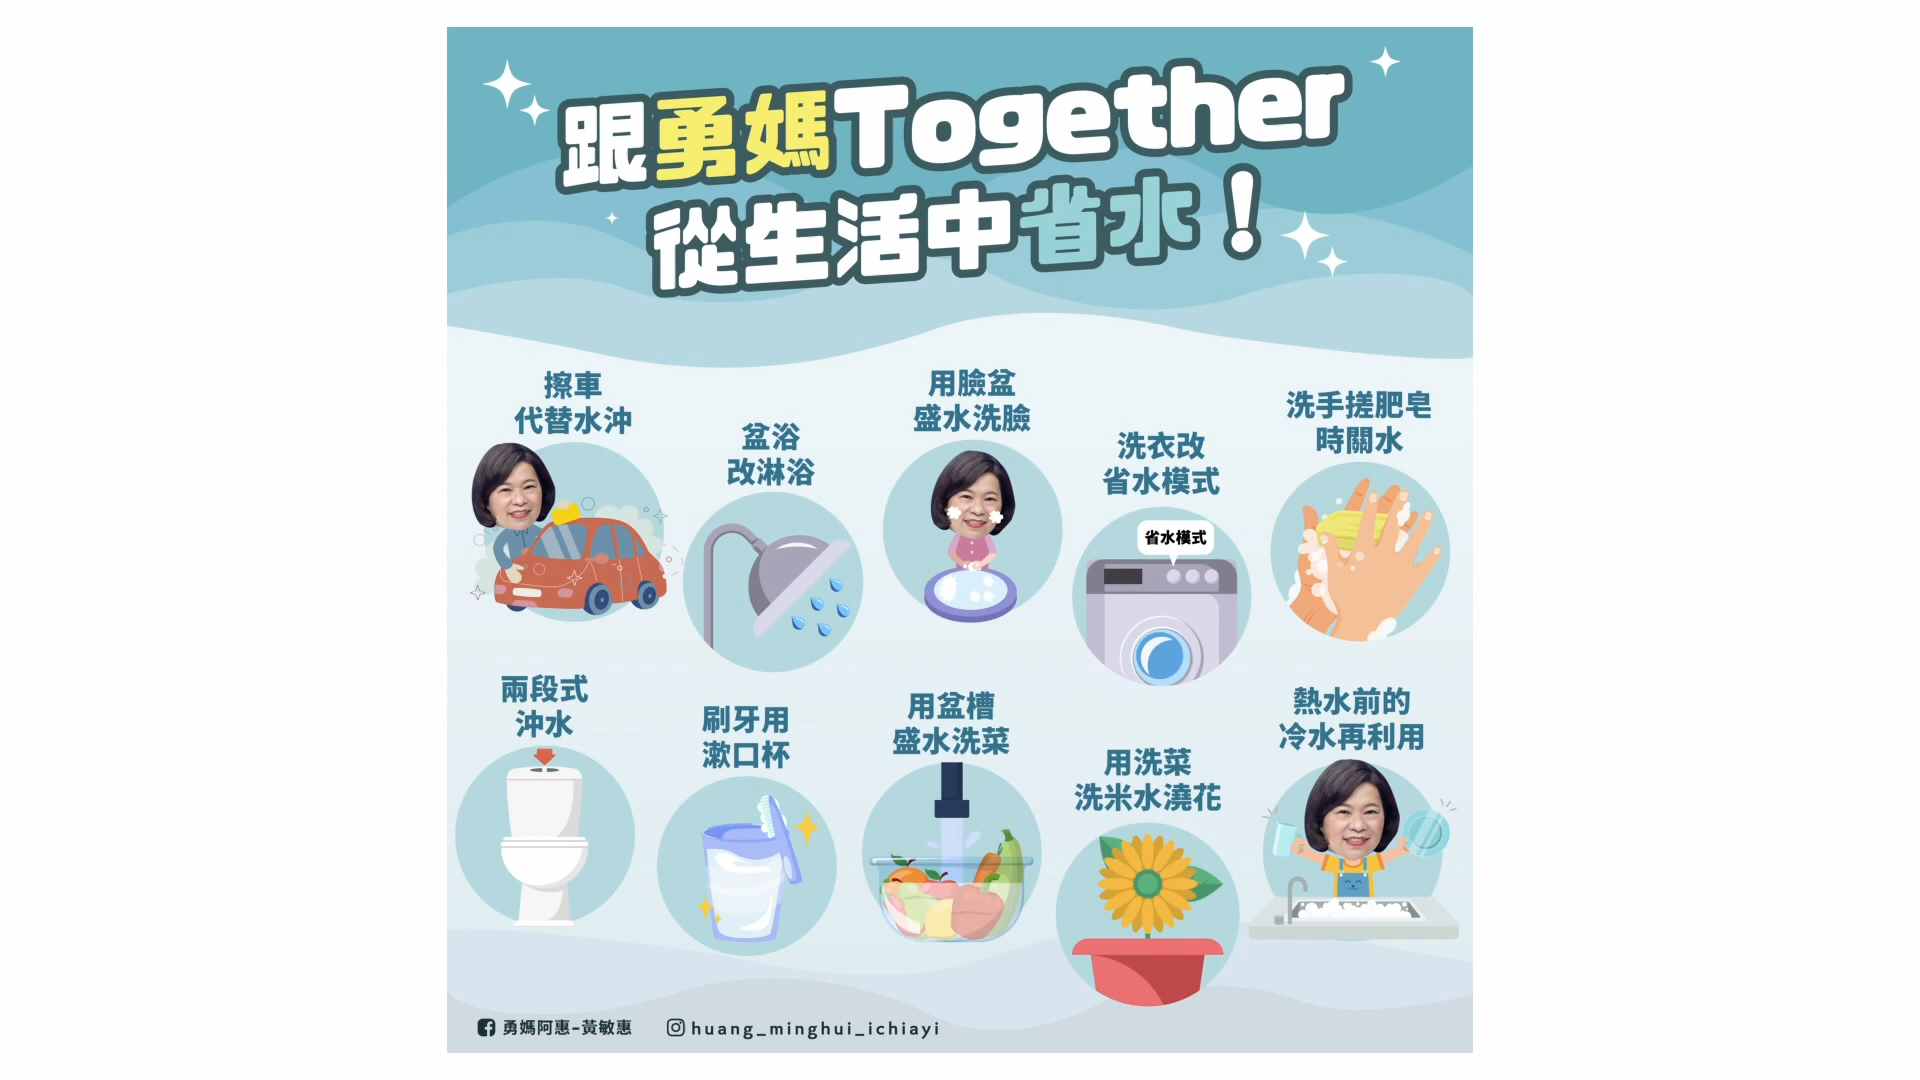 跟勇媽Together
從生活中省水！
擦車
代替水沖
盆浴
改淋浴
用臉盆
盛水洗臉
洗衣改
省水模式
省水模式
洗手搓肥皂
時關水
兩段式
沖水
刷牙用
漱口杯
用盆槽
盛水洗菜
用洗菜
洗米水澆花
熱水前的
冷水再利用
勇媽阿惠-黃敏惠
huang_minghui_ichiayi